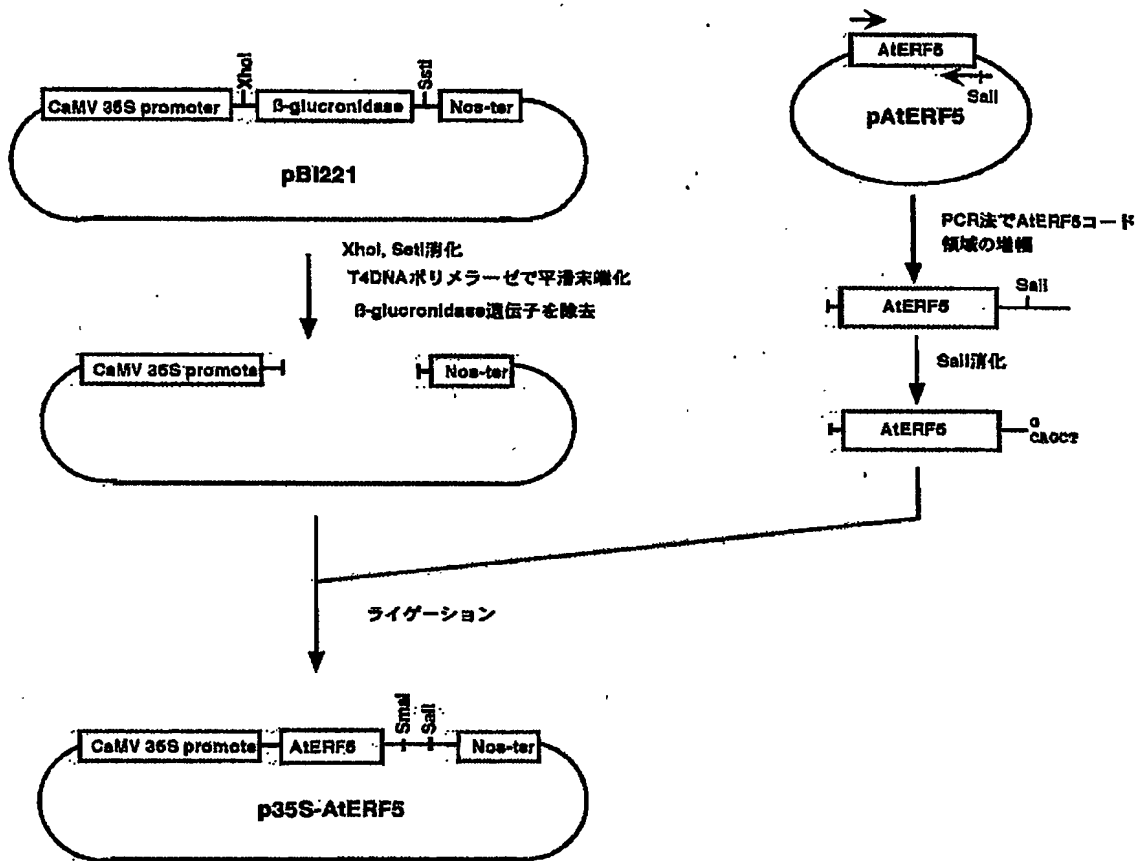 XhoI
SstI
CaMV 35S promoter
β-glucronidase
Nos-ter
pBI221
AtERF5
SalI
pAtERF5
XhoI, SstI消化
T4DNAポリメラーゼで平滑末端化
β-glucronidase遺伝子を除去
PCR法でAtERF5コード
領域の増幅
SalI
AtERF5
SalI消化
CaMV 35S promote
Nos-ter
AtERF5
G
CAGCT
ライゲーション
SmaI
SalI
CaMV 35S promote
AtERF5
Nos-ter
p35S-AtERF5